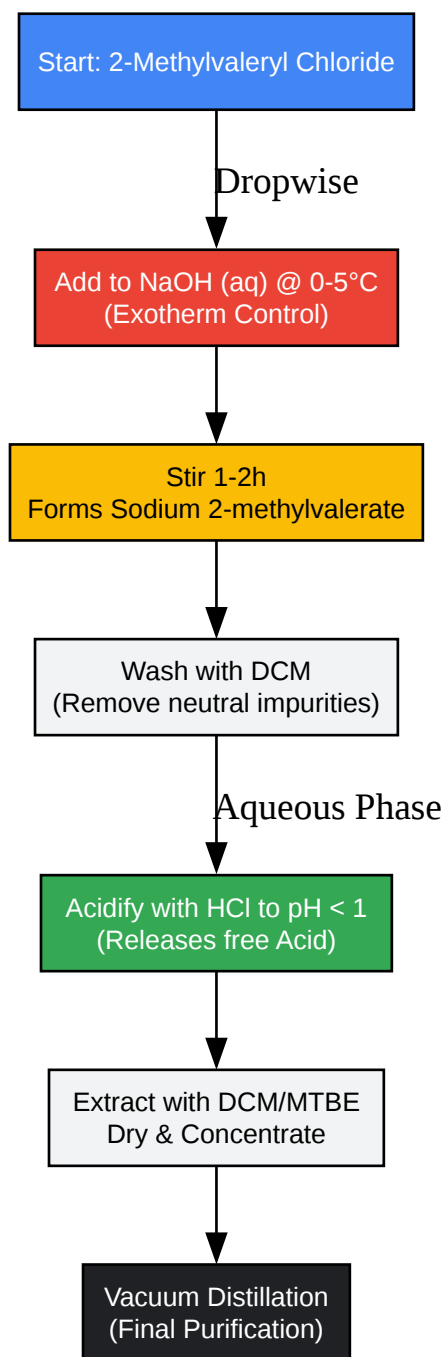 Start: 2-Methylvaleryl Chloride
Dropwise
Add to NaOH (aq) @ 0-5°C
(Exotherm Control)
Stir 1-2h
Forms Sodium 2-methylvalerate
Wash with DCM
(Remove neutral impurities)
Aqueous Phase
Acidify with HCl to pH < 1
(Releases free Acid)
Extract with DCM/MTBE
Dry & Concentrate
Vacuum Distillation
(Final Purification)